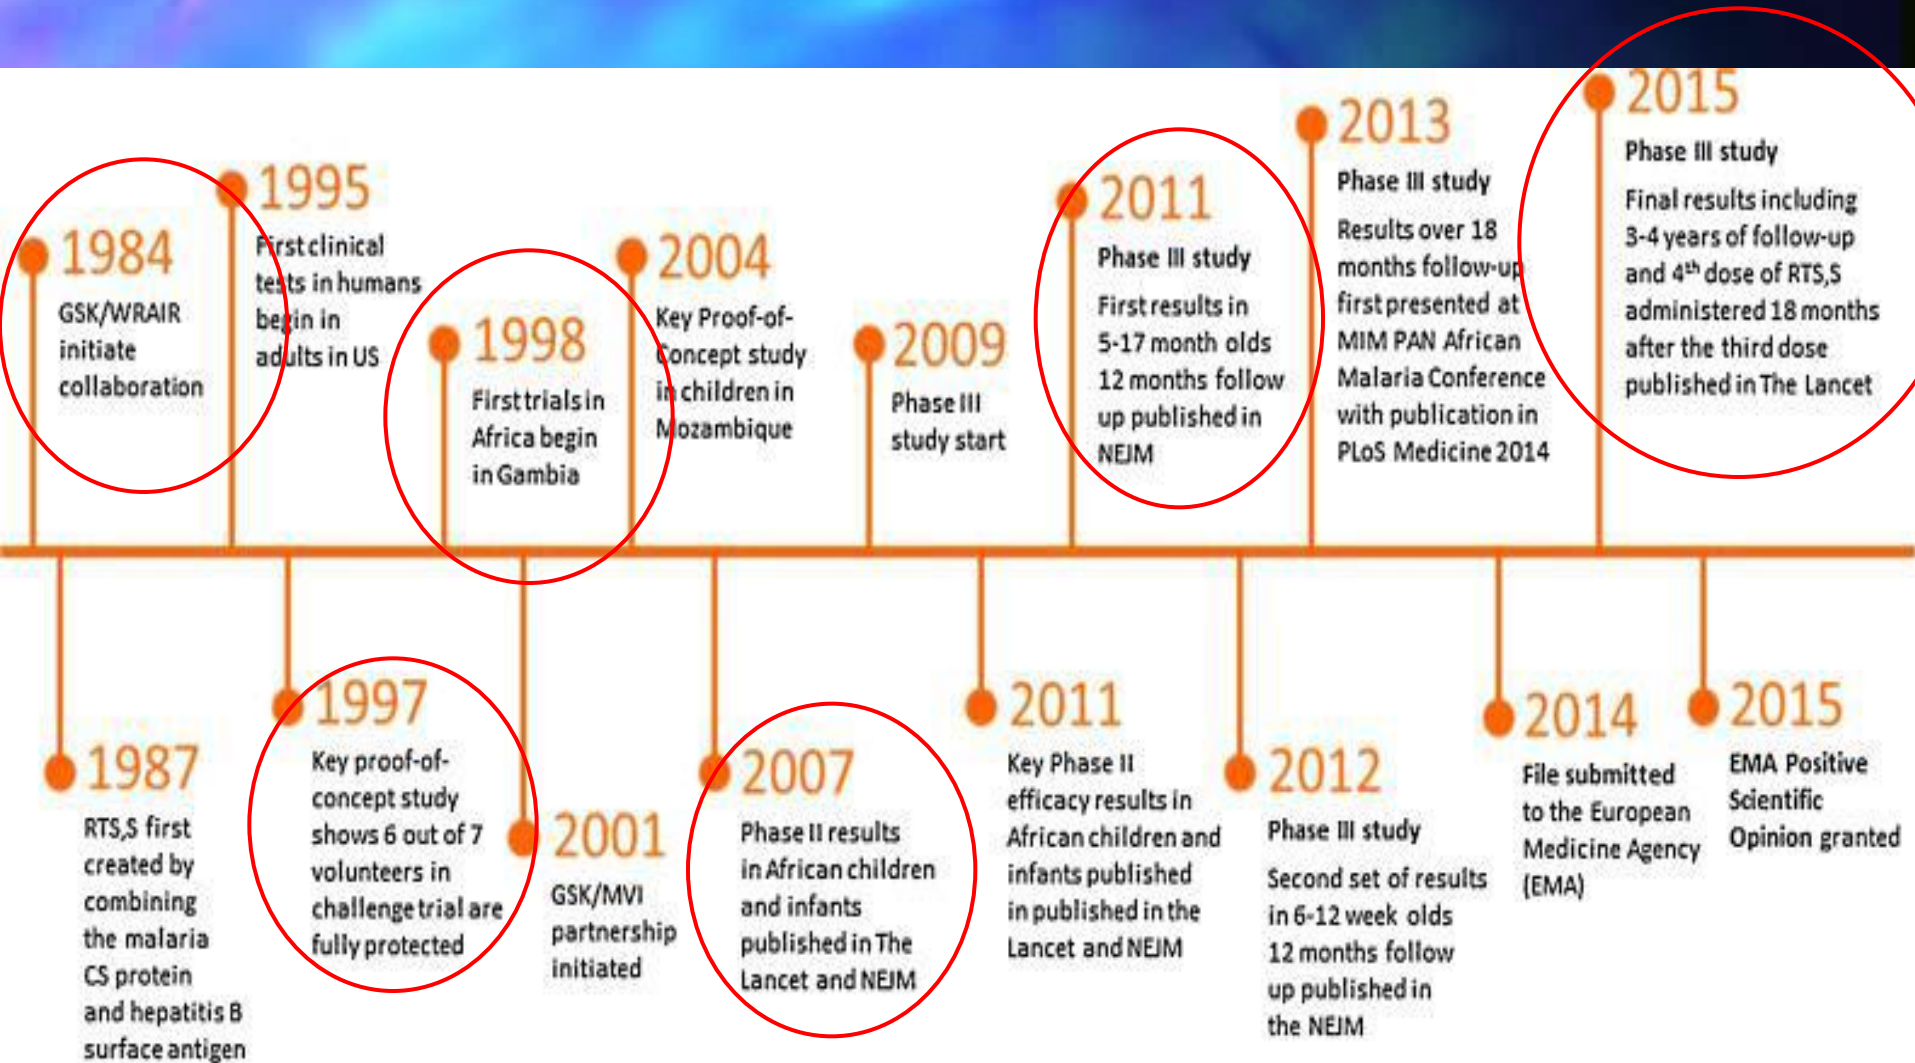 1984
GSK/WRAIR
initiate
collaboration
1995
First clinical
tests in humans
begin in
adults in US
1998
First trials in
Africa begin
in Gambia
2004
Key Proof-of-
Concept study
in children in
Mozambique
2009
Phase III
study start
2011
Phase III study
First results in
5-17 month olds
12 months follow
up published in
NEJM
2013
Phase III study
Results over 18
months follow-up
first presented at
MIM PAN African
Malaria Conference
with publication in
PLoS Medicine 2014
2015
Phase III study
Final results including
3-4 years of follow-up
and 4th dose of RTS,S
administered 18 months
after the third dose
published in The Lancet
1987
RTS,S first
created by
combining
the malaria
CS protein
and hepatitis B
surface antigen
1997
Key proof-of-
concept study
shows 6 out of 7
volunteers in
challenge trial are
fully protected
2001
GSK/MVI
partnership
initiated
2007
Phase II results
in African children
and infants
published in The
Lancet and NEJM
2011
Key Phase II
efficacy results in
African children and
infants published
in published in the
Lancet and NEJM
2012
Phase III study
Second set of results
in 6-12 week olds
12 months follow
up published in
the NEJM
2014
File submitted
to the European
Medicine Agency
(EMA)
2015
EMA Positive
Scientific
Opinion granted